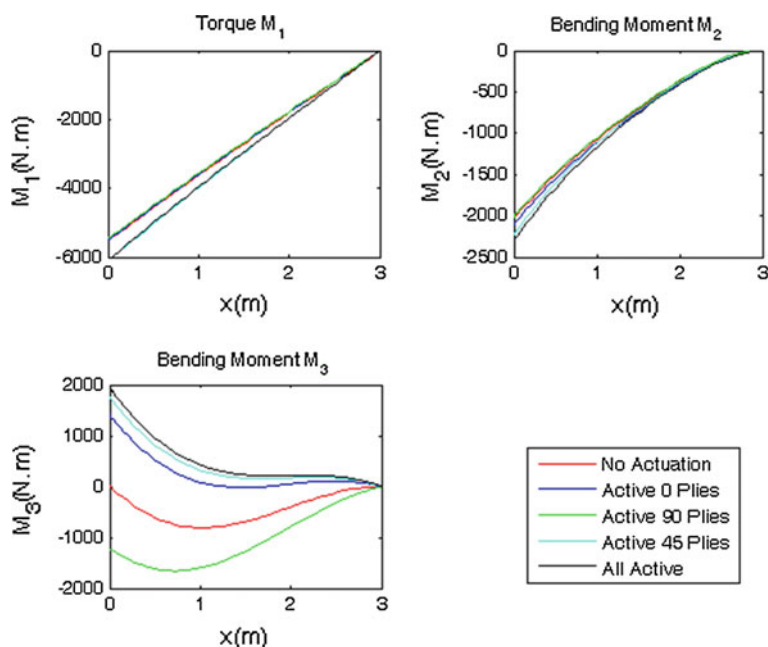 Torque M1
0
-2000
-4000
-6000
M1(N.m)
0 1 2 3
x(m)
Bending Moment M2
0
-500
-1000
-1500
-2000
-2500
M2(N.m)
0 1 2 3
x(m)
Bending Moment M3
2000
1000
0
-1000
-2000
M3(N.m)
0 1 2 3
x(m)
No Actuation
Active 0 Plies
Active 90 Plies
Active 45 Plies
All Active